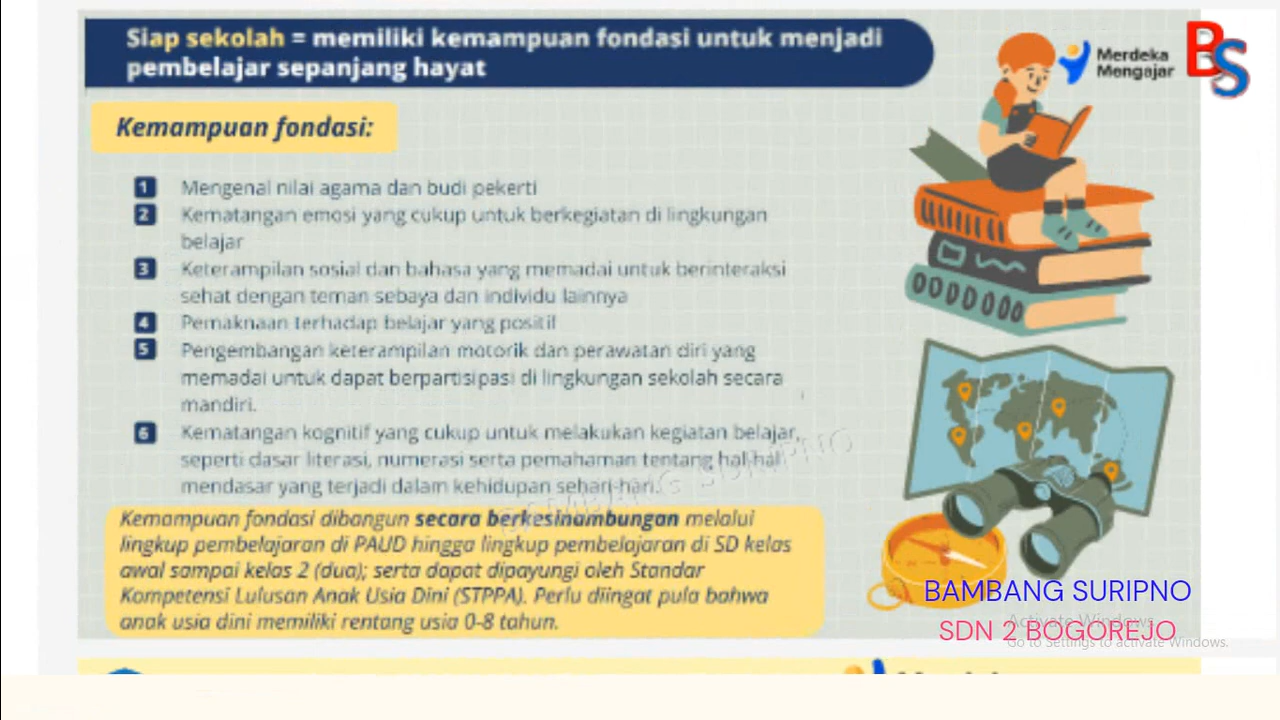 Siap sekolah = memiliki kemampuan fondasi untuk menjadi
pembelajar sepanjang hayat
Merdeka
Mengajar
BS
Kemampuan fondasi:
1 Mengenal nilai agama dan budi pekerti
2 Kematangan emosi yang cukup untuk berkegiatan di lingkungan
belajar
3 Keterampilan sosial dan bahasa yang memadai untuk berinteraksi
sehat dengan teman sebaya dan individu lainnya
4 Pemaknaan terhadap belajar yang positif
5 Pengembangan keterampilan motorik dan perawatan diri yang
memadai untuk dapat berpartisipasi di lingkungan sekolah secara
mandiri.
6 Kematangan kognitif yang cukup untuk melakukan kegiatan belajar,
seperti dasar literasi, numerasi serta pemahaman tentang hal-hal
mendasar yang terjadi dalam kehidupan sehari-hari.
BAMBANG SURIPNO
Kemampuan fondasi dibangun secara berkesinambungan melalui
lingkup pembelajaran di PAUD hingga lingkup pembelajaran di SD kelas
awal sampai kelas 2 (dua); serta dapat dipayungi oleh Standar
Kompetensi Lulusan Anak Usia Dini (STPPA). Perlu diingat pula bahwa
anak usia dini memiliki rentang usia 0-8 tahun.
BAMBANG SURIPNO
SDN 2 BOGOREJO
Activate Windows
Go to Settings to activate Windows.